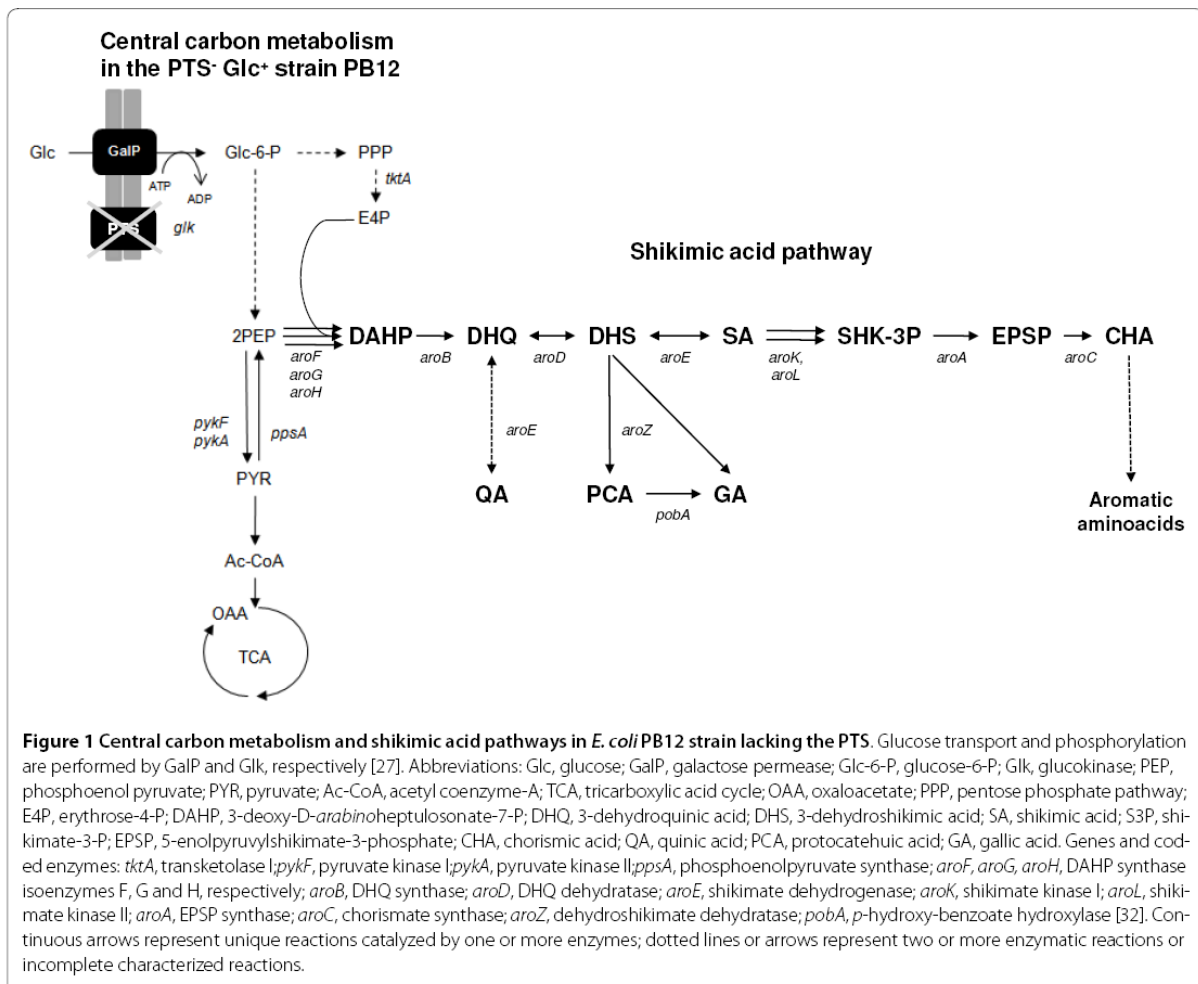 Central carbon metabolism
in the PTS- Glc+ strain PB12
Glc
GalP
Glc-6-P
PPP
ATP
ADP
tktA
PTS
glk
E4P
Shikimic acid pathway
2PEP
DAHP
DHQ
DHS
SA
SHK-3P
EPSP
CHA
aroF
aroG
aroH
aroB
aroD
aroE
aroK,
aroL
aroA
aroC
pykF
pykA
ppsA
aroE
aroZ
PYR
QA
PCA
GA
pobA
Aromatic
aminoacids
Ac-CoA
OAA
TCA
Figure 1 Central carbon metabolism and shikimic acid pathways in E. coli PB12 strain lacking the PTS. Glucose transport and phosphorylation
are performed by GalP and Glk, respectively [27]. Abbreviations: Glc, glucose; GalP, galactose permease; Glc-6-P, glucose-6-P; Glk, glucokinase; PEP,
phosphoenol pyruvate; PYR, pyruvate; Ac-CoA, acetyl coenzyme-A; TCA, tricarboxylic acid cycle; OAA, oxaloacetate; PPP, pentose phosphate pathway;
E4P, erythrose-4-P; DAHP, 3-deoxy-D-arabinoheptulosonate-7-P; DHQ, 3-dehydroquinic acid; DHS, 3-dehydroshikimic acid; SA, shikimic acid; S3P, shi-
kimate-3-P; EPSP, 5-enolpyruvylshikimate-3-phosphate; CHA, chorismic acid; QA, quinic acid; PCA, protocatehuic acid; GA, gallic acid. Genes and cod-
ed enzymes: tktA, transketolase I;pykF, pyruvate kinase I;pykA, pyruvate kinase II;ppsA, phosphoenolpyruvate synthase; aroF, aroG, aroH, DAHP synthase
isoenzymes F, G and H, respectively; aroB, DHQ synthase; aroD, DHQ dehydratase; aroE, shikimate dehydrogenase; aroK, shikimate kinase I; aroL, shiki-
mate kinase II; aroA, EPSP synthase; aroC, chorismate synthase; aroZ, dehydroshikimate dehydratase; pobA, p-hydroxy-benzoate hydroxylase [32]. Con-
tinuous arrows represent unique reactions catalyzed by one or more enzymes; dotted lines or arrows represent two or more enzymatic reactions or
incomplete characterized reactions.